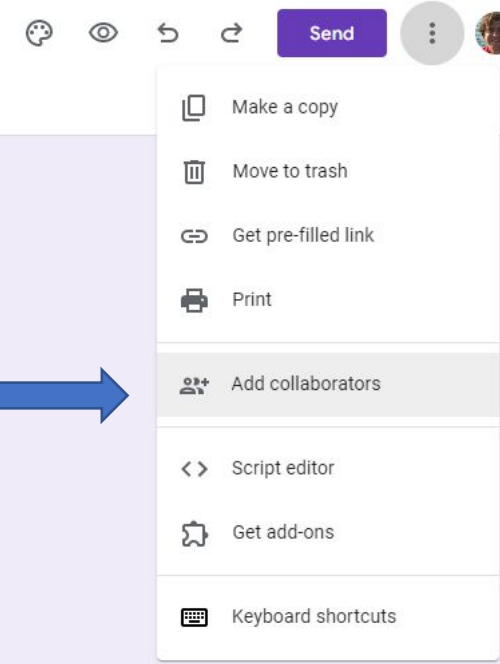 Send
Make a copy
Move to trash
Get pre-filled link
Print
Add collaborators
Script editor
Get add-ons
Keyboard shortcuts